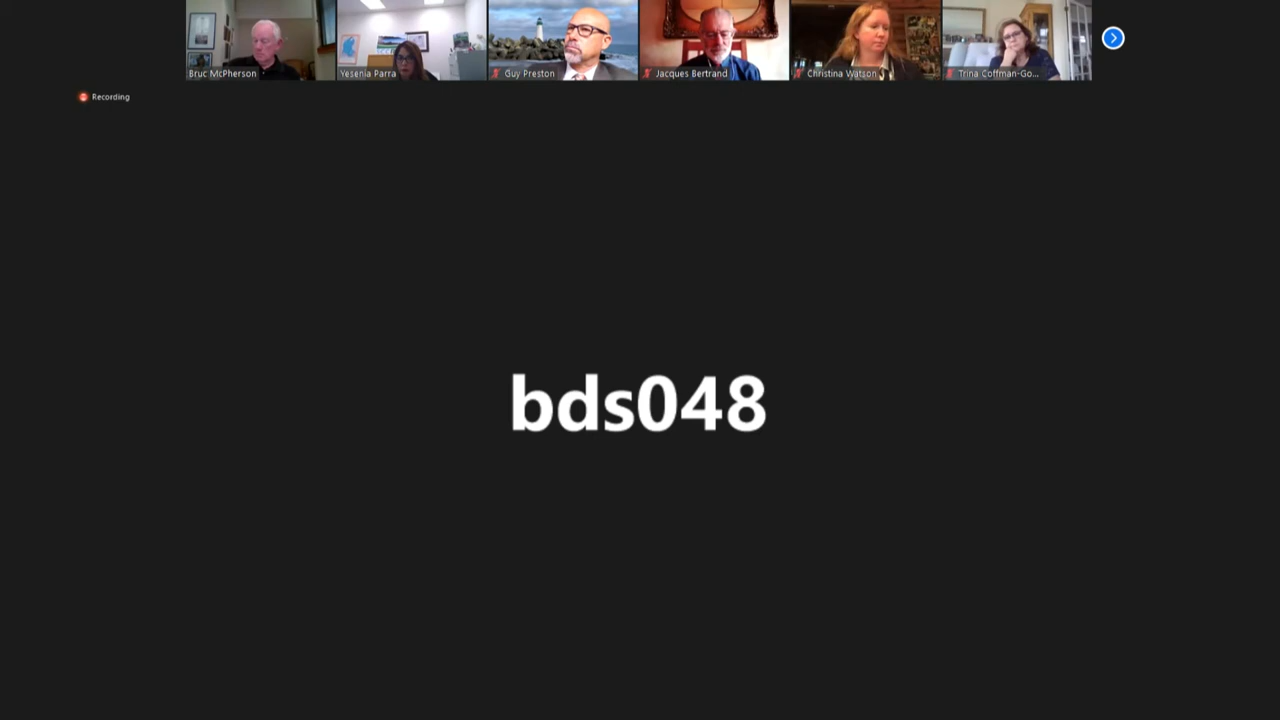 Bruc McPherson
Yesenia Parra
Guy Preston
Jacques Bertrand
Christina Watson
Trina Coffman-Go...
Recording
bds048